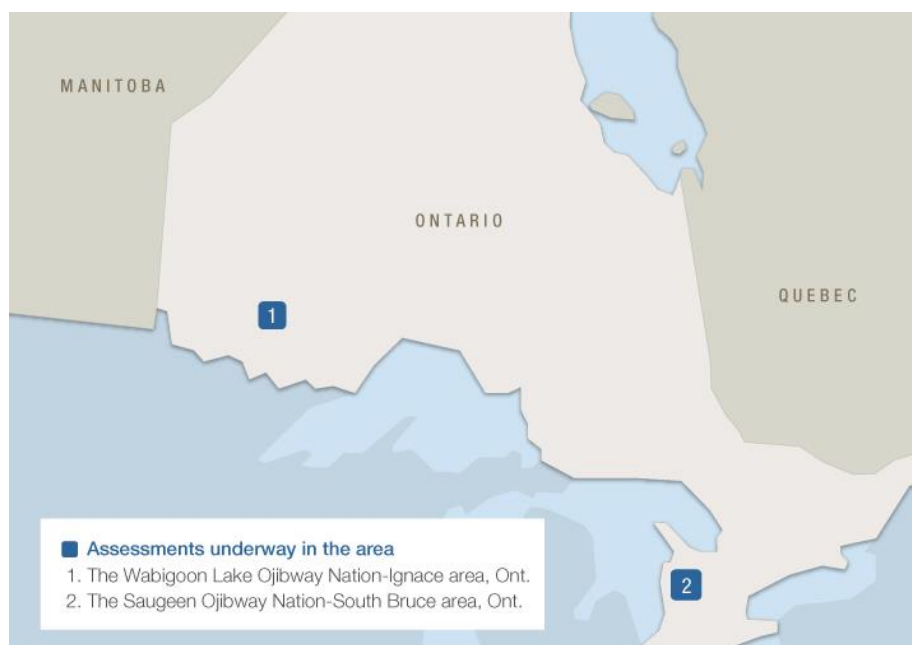 MANITOBA
ONTARIO
1
QUEBEC
Assessments underway in the area
1. The Wabigoon Lake Ojibway Nation-Ignace area, Ont.
2. The Saugeen Ojibway Nation-South Bruce area, Ont.
2